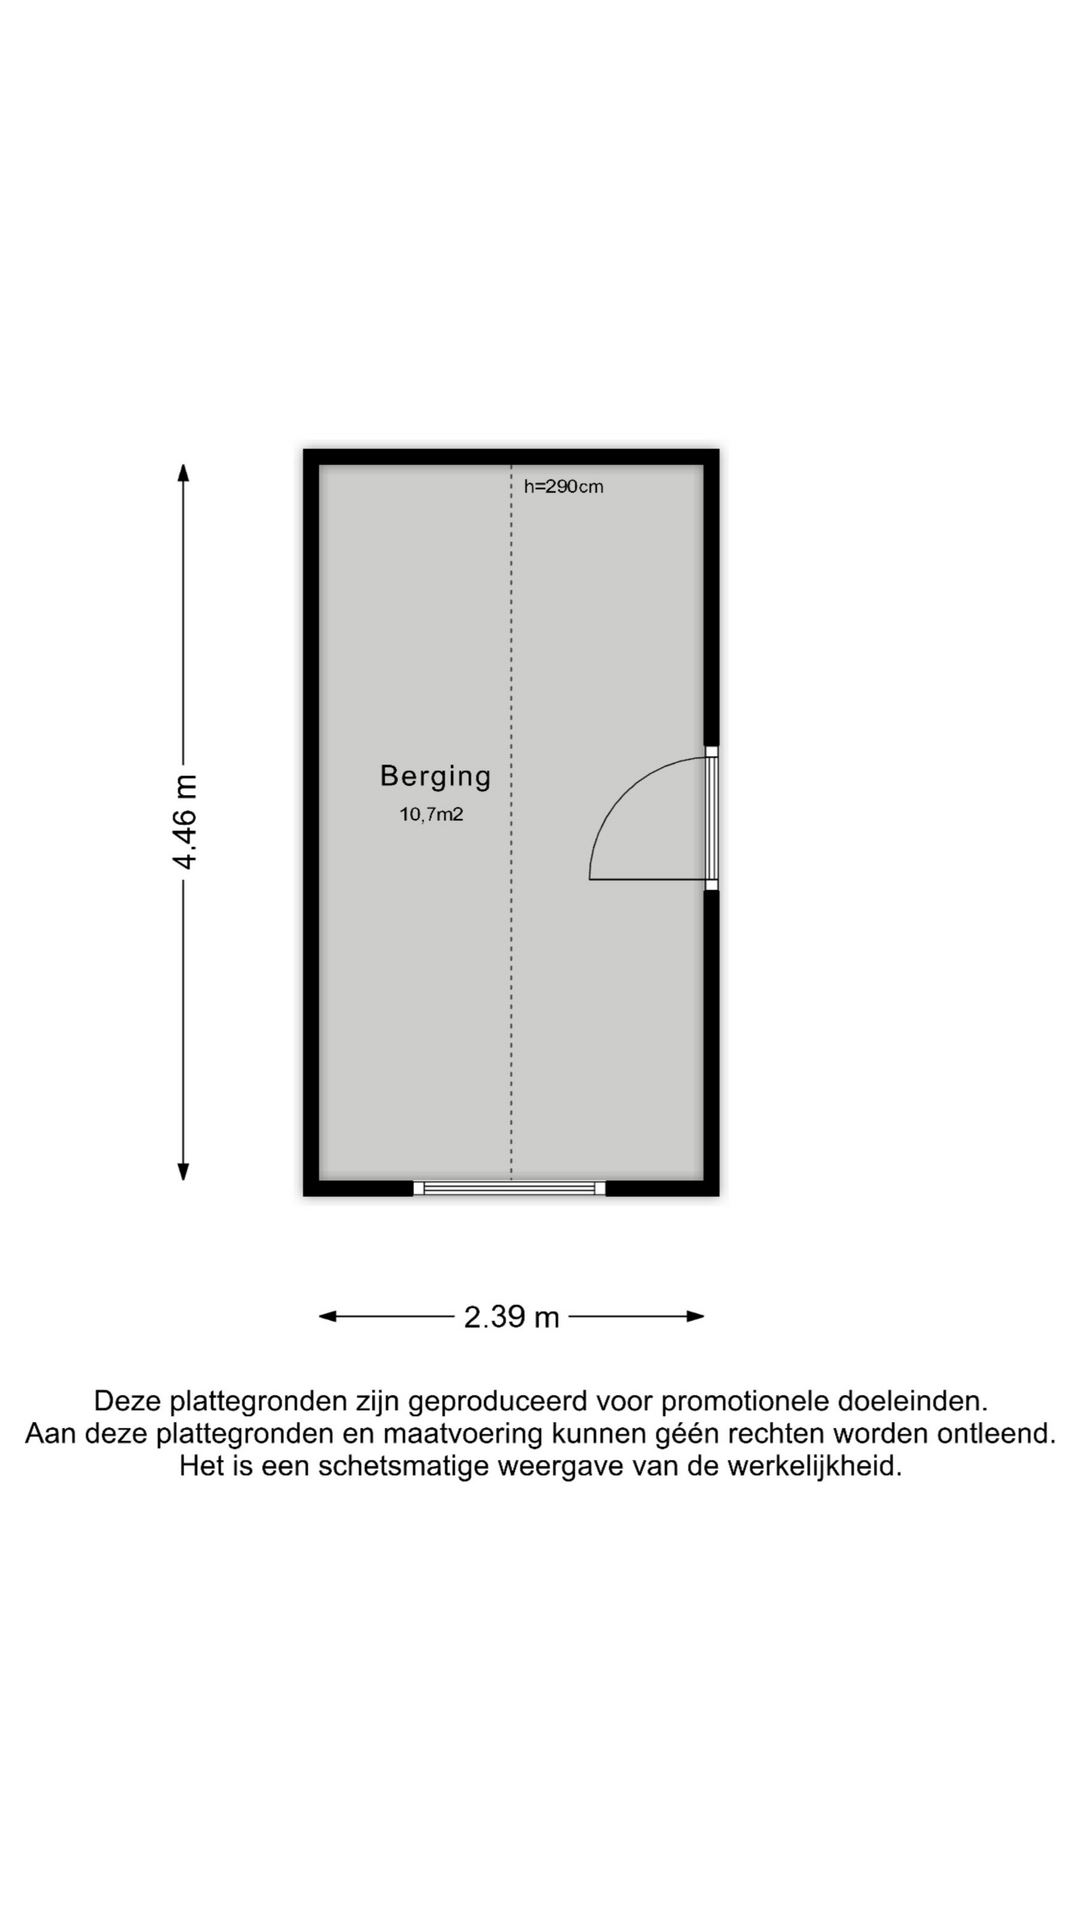 h=290cm
Berging
10,7m2
4.46 m
2.39 m
Deze plattegronden zijn geproduceerd voor promotionele doeleinden.
Aan deze plattegronden en maatvoering kunnen géén rechten worden ontleend.
Het is een schetsmatige weergave van de werkelijkheid.